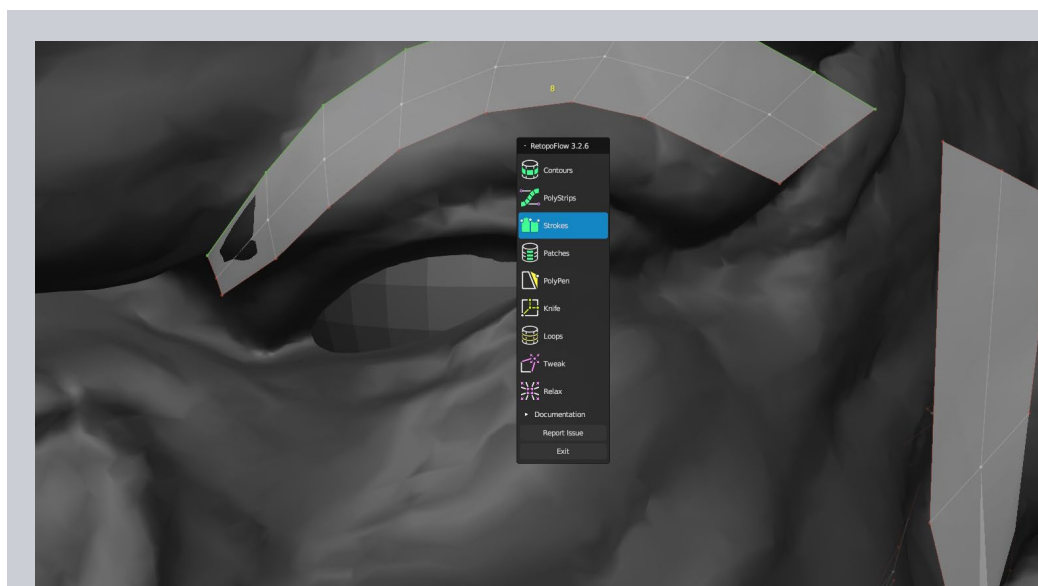 8
RetopoFlow 3.2.6
Contours
PolyStrips
Strokes
Patches
PolyPen
Knife
Loops
Tweak
Relax
Documentation
Report Issue
Exit